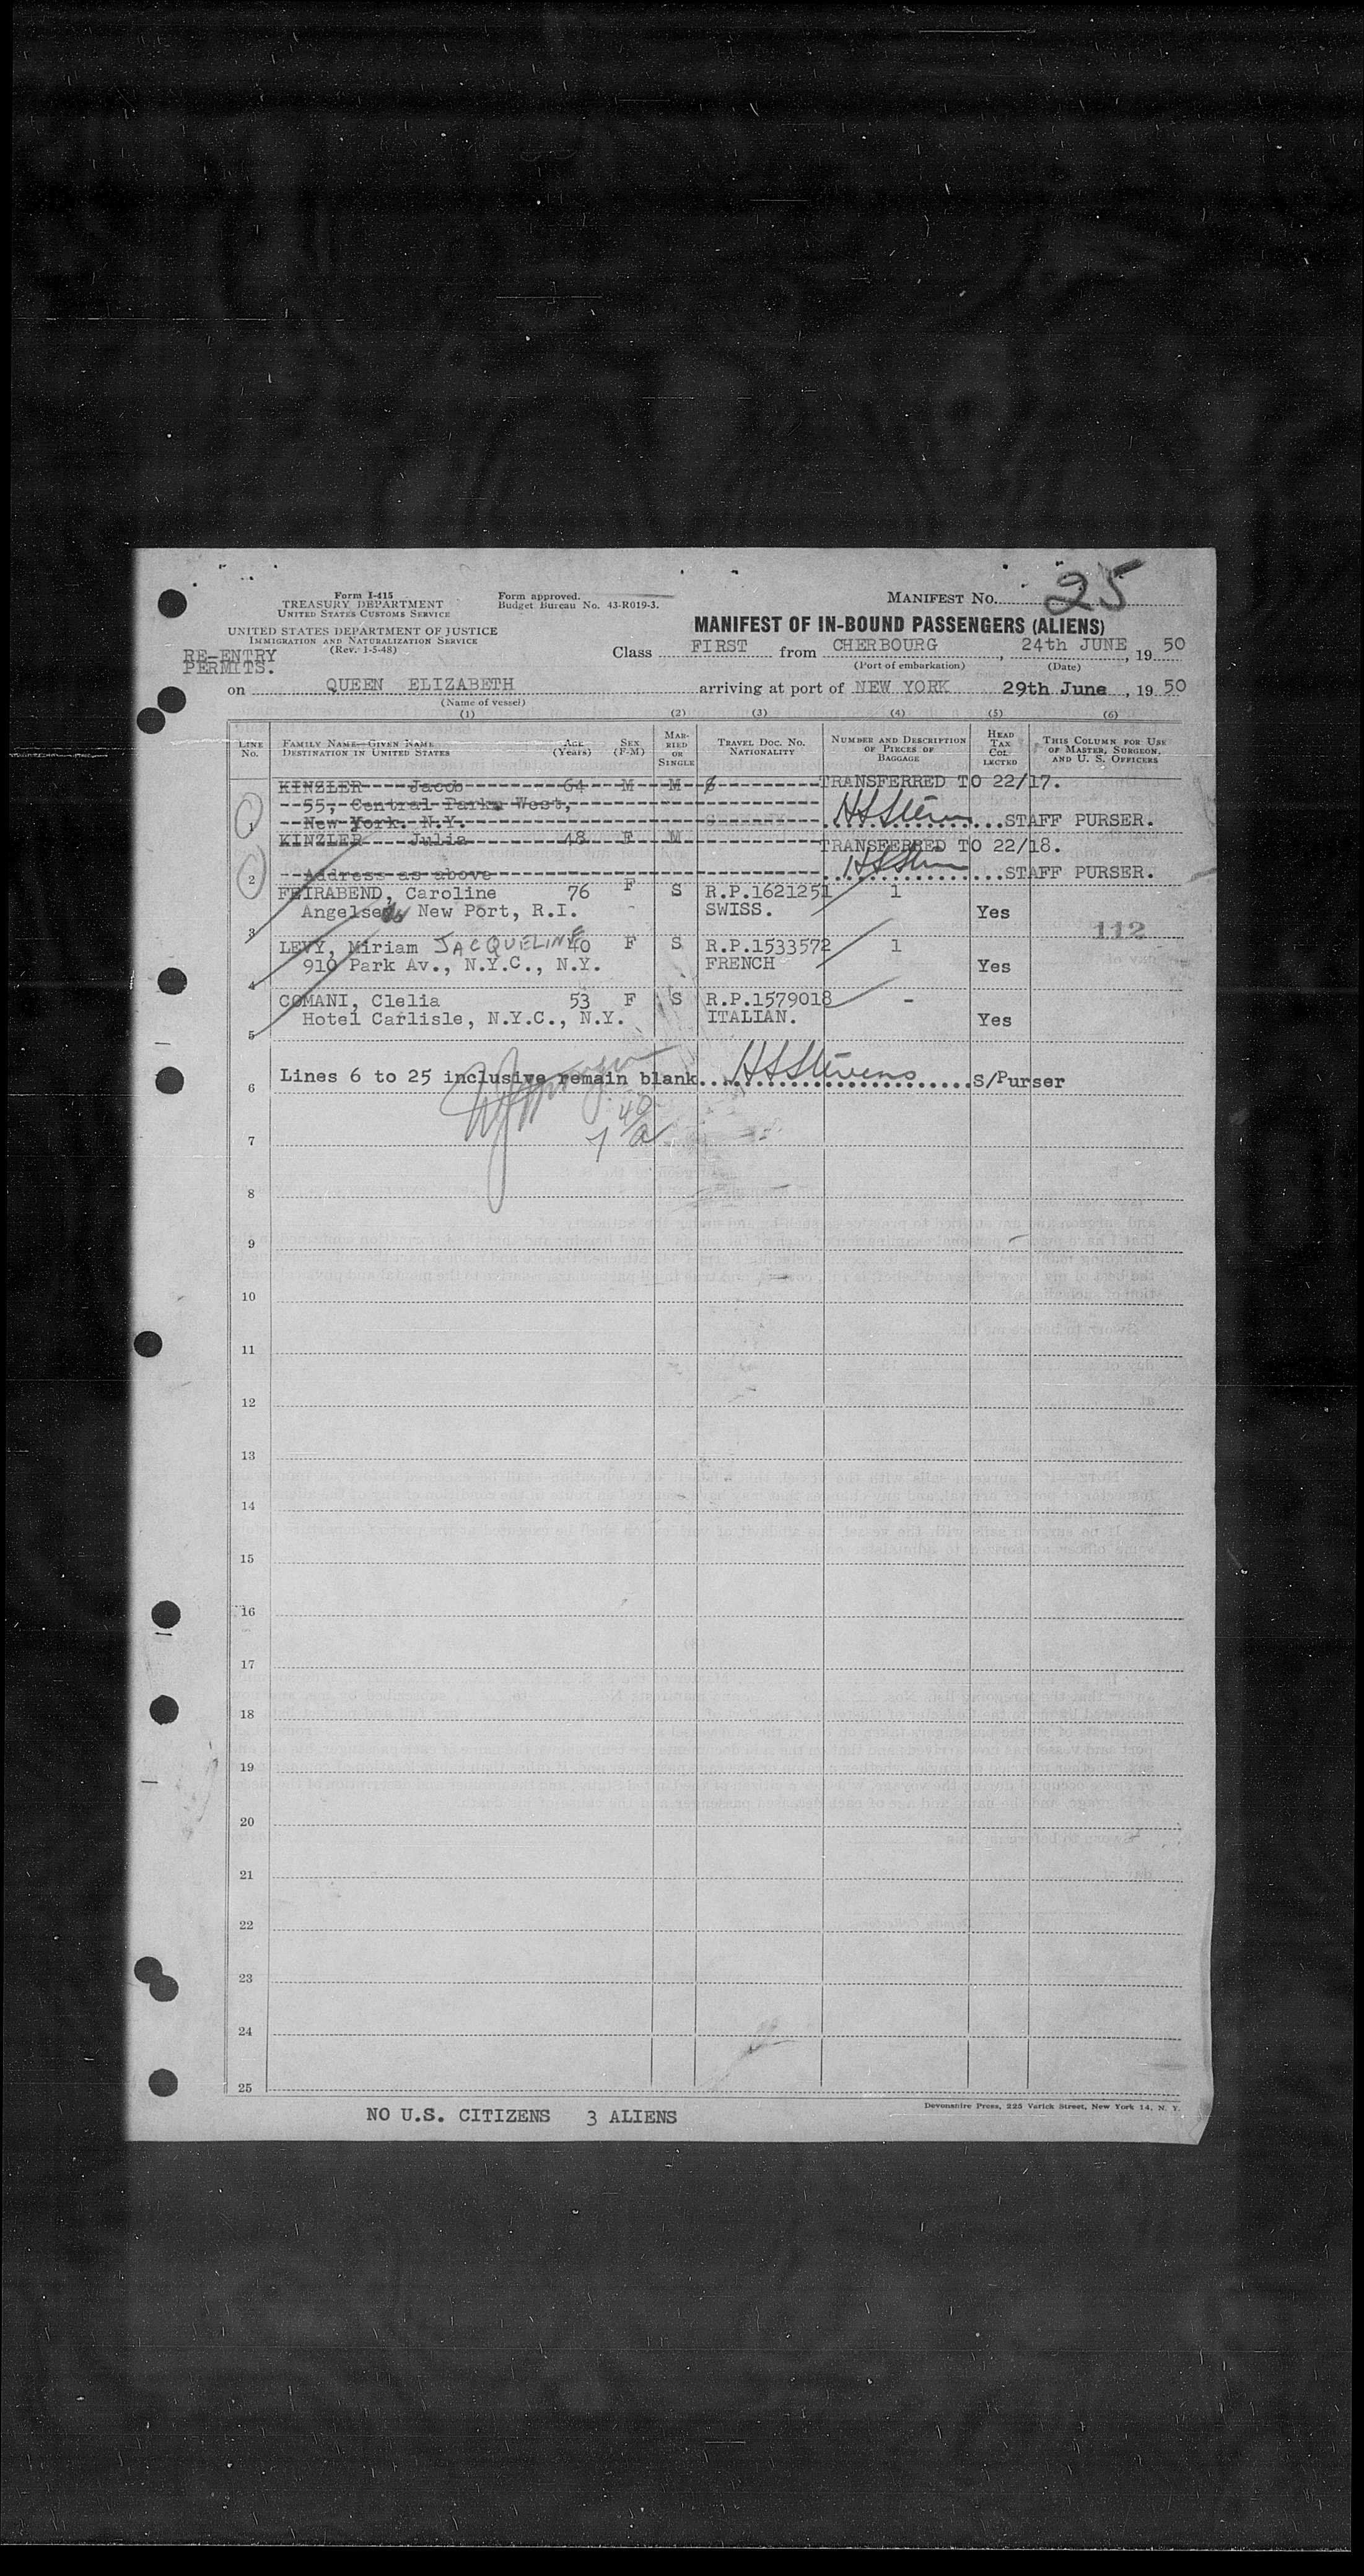 25
Form I-415
TREASURY DEPARTMENT
UNITED STATES CUSTOMS SERVICE
Form approved.
Budget Bureau No. 43-R019-3.
MANIFEST NO.
UNITED STATES DEPARTMENT OF JUSTICE
IMMIGRATION AND NATURALIZATION SERVICE
(Rev. 1-5-48)
RE-ENTRY
PERMITS.
MANIFEST OF IN-BOUND PASSENGERS (ALIENS)
Class FIRST from CHERBOURG, 24th JUNE, 19 50
(Port of embarkation) (Date)
on QUEEN ELIZABETH arriving at port of NEW YORK 29th June, 19 50
(Name of vessel)
(1) (2) (3) (4) (5) (6)
LINE NO. FAMILY NAME—GIVEN NAME DESTINATION IN UNITED STATES AGE (YEARS) SEX (F-M) MARRIED OR SINGLE TRAVEL DOC. NO. NATIONALITY NUMBER AND DESCRIPTION OF PIECES OF BAGGAGE HEAD TAX COLLECTED THIS COLUMN FOR USE OF MASTER, SURGEON, AND U. S. OFFICERS
KINZLER Jacob 64 M M TRANSFERRED TO 22/17.
55, Central Park West,
1 New York. N.Y. STAFF PURSER.
KINZLER Julia 48 F M TRANSFERRED TO 22/18.
2 Address as above STAFF PURSER.
FEIRABEND, Caroline 76 F S R.P.1621251 1
3 New Port, R.I. SWISS. Yes
112
LEVY, Miriam JACQUELINE 40 F S R.P.1533572 1
4 910 Park Av., N.Y.C., N.Y. FRENCH Yes
COMANI, Clelia 53 F S R.P.1579018 -
5 Hotel Carlisle, N.Y.C., N.Y. ITALIAN. Yes
6 Lines 6 to 25 inclusive remain blank HS Stevens S/Purser
7
8
9
10
11
12
13
14
15
16
17
18
19
20
21
22
23
24
25
NO U.S. CITIZENS 3 ALIENS
Devonshire Press, 225 Varick Street, New York 14, N. Y.